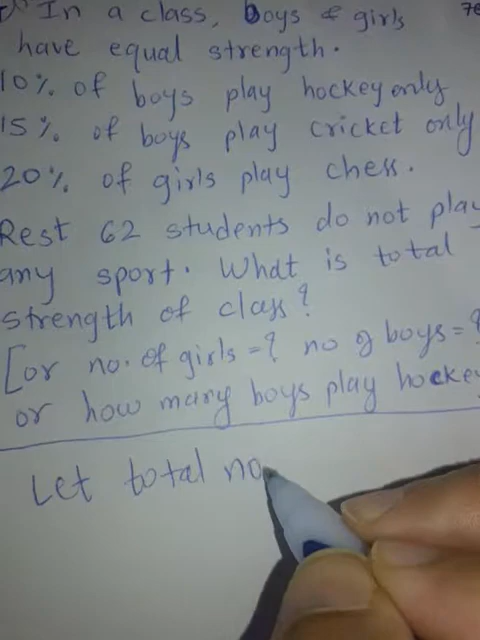 In a class, boys & girls
have equal strength.
10% of boys play hockey only
15% of boys play cricket only
20% of girls play chess.
Rest 62 students do not play
any sport. What is total
strength of class?
[or no. of girls =? no of boys = ?
or how many boys play hockey
Let total no